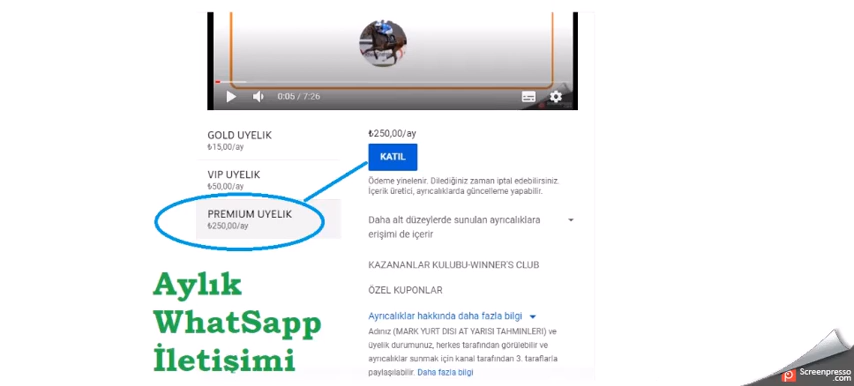 0:05 / 7:26
GOLD UYELIK
₺15,00/ay
VIP UYELIK
₺50,00/ay
PREMIUM UYELIK
₺250,00/ay
Aylık
WhatSapp
İletişimi
₺250,00/ay
KATIL
Ödeme yinelenir. Dilediğiniz zaman iptal edebilirsiniz.
İçerik üretici, ayrıcalıklarda güncelleme yapabilir.
Daha alt düzeylerde sunulan ayrıcalıklara
erişimi de içerir
KAZANANLAR KULUBU-WINNER'S CLUB
ÖZEL KUPONLAR
Ayrıcalıklar hakkında daha fazla bilgi
Adınız (MARK YURT DISI AT YARISI TAHMINLERI) ve
üyelik durumunuz, herkes tarafından görülebilir ve
ayrıcalıklar sunmak için kanal tarafından 3. taraflarla
paylaşılabilir. Daha fazla bilgi
Screenpresso
.com